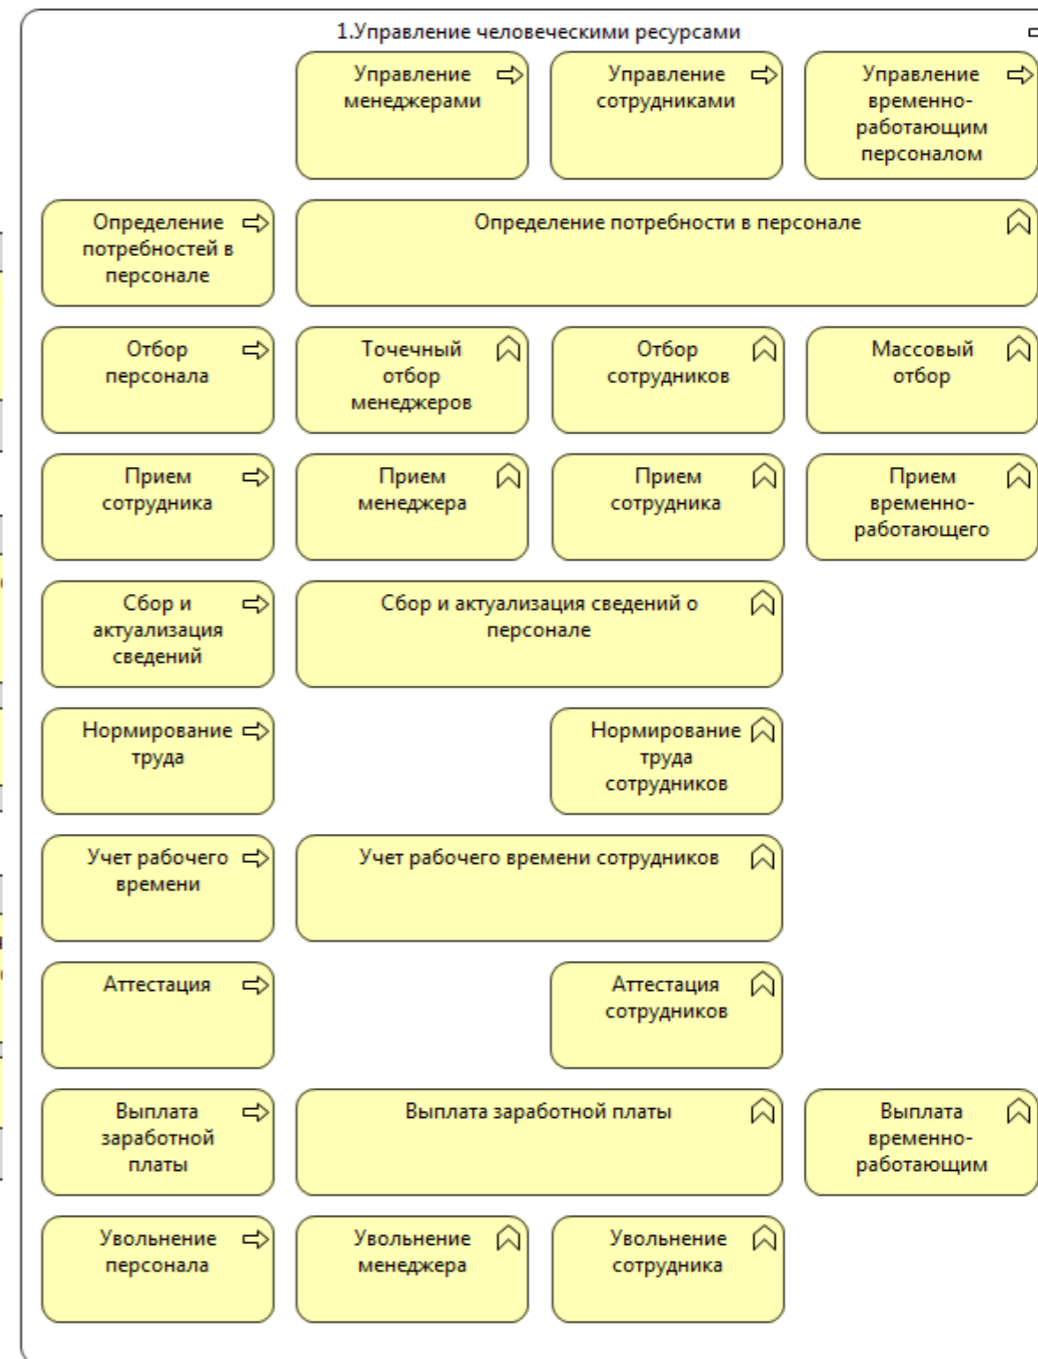 1.Управление человеческими ресурсами
Управление
менеджерами
Управление
сотрудниками
Управление
временно-
работающим
персоналом
Определение
потребностей в
персонале
Определение потребности в персонале
Отбор
персонала
Точечный
отбор
менеджеров
Отбор
сотрудников
Массовый
отбор
Прием
сотрудника
Прием
менеджера
Прием
сотрудника
Прием
временно-
работающего
Сбор и
актуализация
сведений
Сбор и актуализация сведений о
персонале
Нормирование
труда
Нормирование
труда
сотрудников
Учет рабочего
времени
Учет рабочего времени сотрудников
Аттестация
Аттестация
сотрудников
Выплата
заработной
платы
Выплата заработной платы
Выплата
временно-
работающим
Увольнение
персонала
Увольнение
менеджера
Увольнение
сотрудника